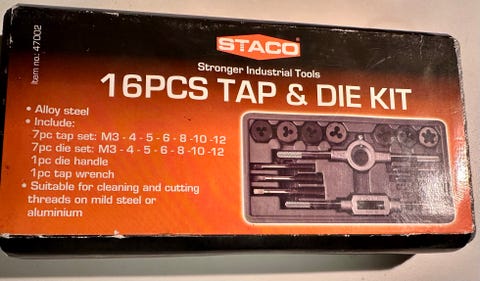 Item no: 47002
STACO
Stronger Industrial Tools
16PCS TAP & DIE KIT
• Alloy steel
• Include:
7pc tap set: M3 - 4 - 5 - 6 - 8 -10 -12
7pc die set: M3 - 4 - 5 - 6 - 8 -10 -12
1pc die handle
1pc tap wrench
• Suitable for cleaning and cutting
threads on mild steel or
aluminium